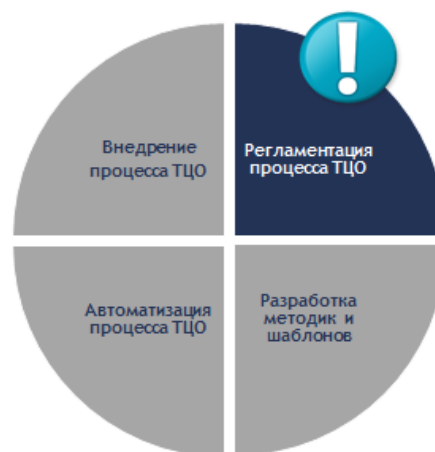 Внедрение
процесса ТЦО
Регламентация
процесса ТЦО
Автоматизация
процесса ТЦО
Разработка
методик и
шаблонов